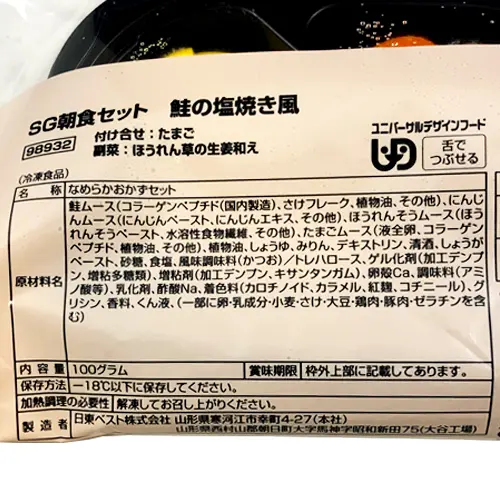 SG朝食セット 鮭の塩焼き風
98932
付け合せ:たまご
副菜:ほうれん草の生姜和え
ユニバーサルデザインフード
UDF
舌で
つぶせる
(冷凍食品)
名称 なめらかおかずセット
原材料名
鮭ムース(コラーゲンペプチド(国内製造)、さけフレーク、植物油、その他)、にんじ
んムース(にんじんペースト、にんじんエキス、その他)、ほうれんそうムース(ほう
れんそうペースト、水溶性食物繊維、その他)、たまごムース(液全卵、コラーゲン
ペプチド、植物油、その他)、植物油、しょうゆ、みりん、デキストリン、清酒、しょうが
ペースト、砂糖、食塩、風味調味料(かつお)/トレハロース、ゲル化剤(加工デンプ
ン、増粘多糖類)、増粘剤(加工デンプン、キサンタンガム)、卵殻Ca、調味料(アミ
ノ酸等)、乳化剤、酢酸Na、着色料(カロチノイド、カラメル、紅麹、コチニール)、グ
リシン、香料、くん液、(一部に卵・乳成分・小麦・さけ・大豆・鶏肉・豚肉・ゼラチンを含
む)
内容量 100グラム 賞味期限 枠外上部に記載してあります。
保存方法 −18℃以下に保存してください。
加熱調理の必要性 解凍してお召し上がりください。
製造者 日東ベスト株式会社 山形県寒河江市幸町4-27(本社)
山形県西村山郡朝日町大字馬神字昭和新田75(大谷工場)